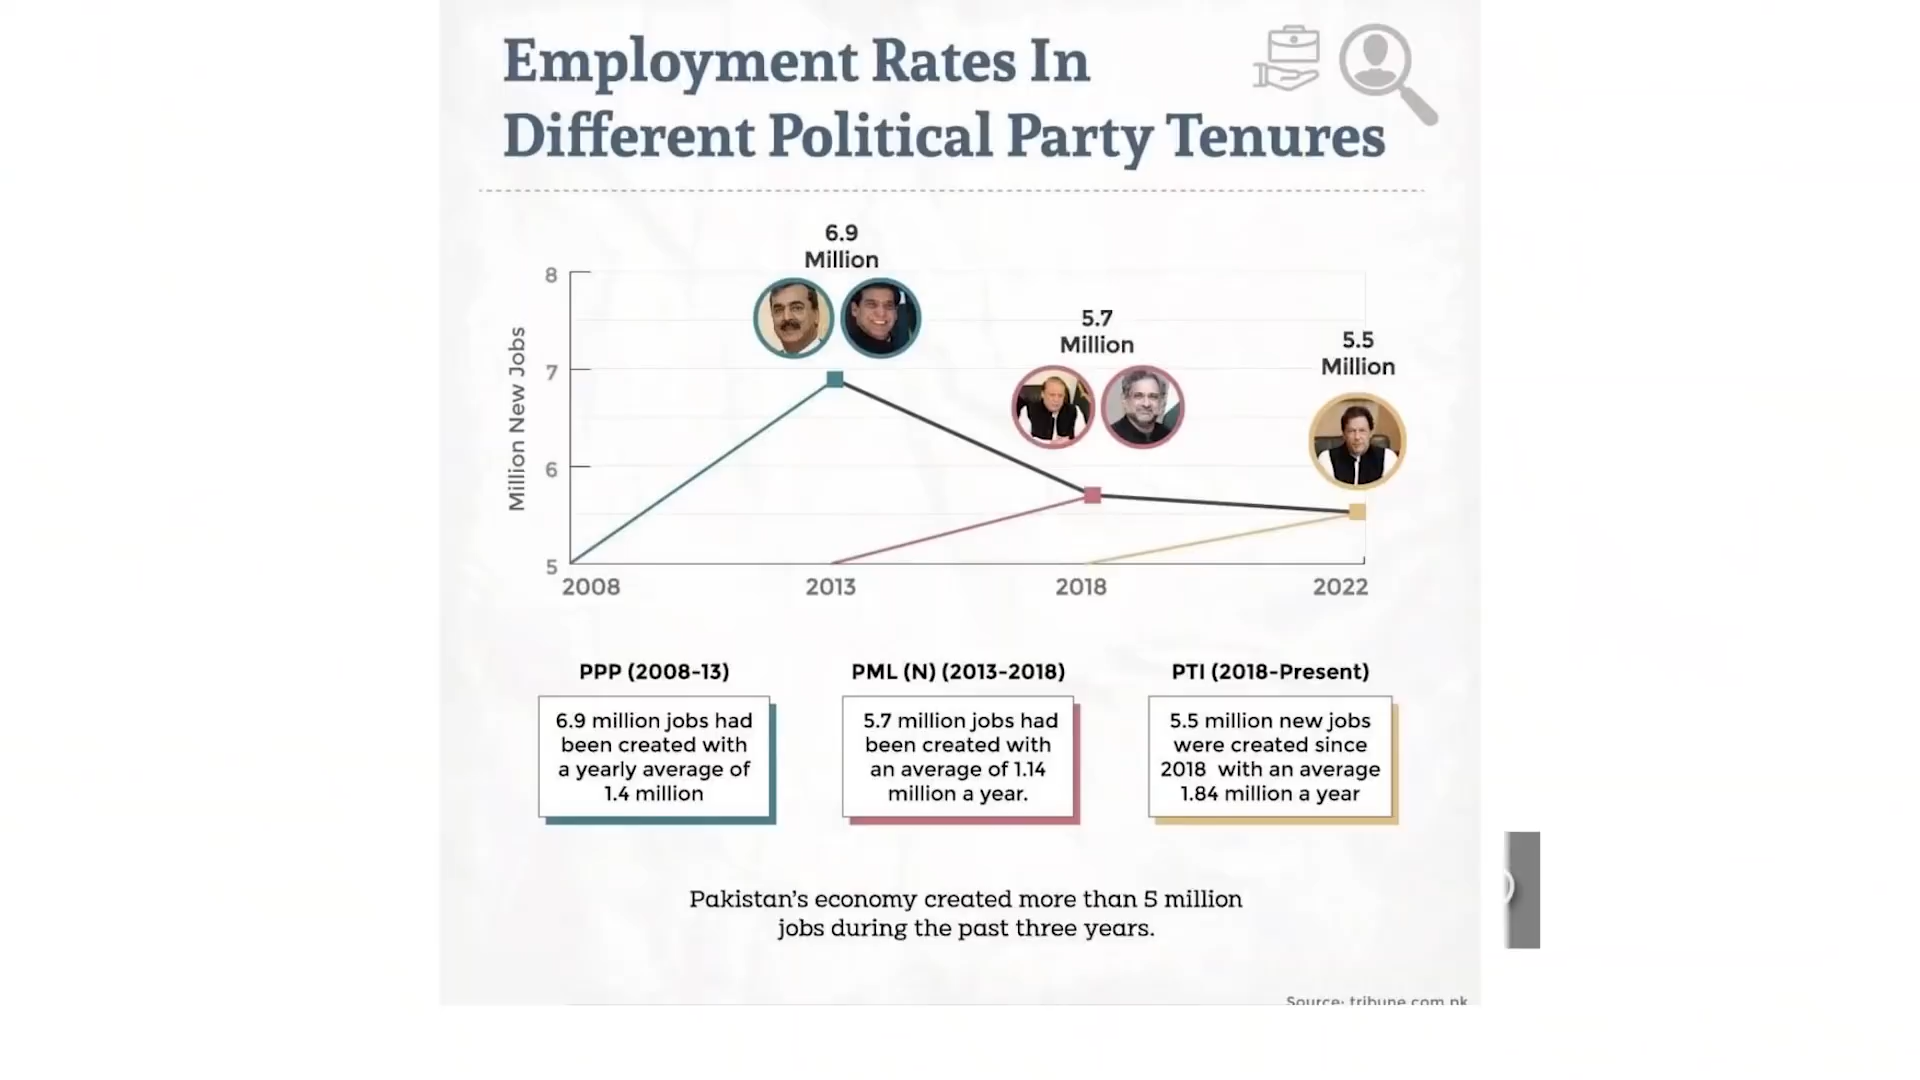 Employment Rates In
Different Political Party Tenures
6.9
Million
5.7
Million
5.5
Million
Million New Jobs
8
7
6
5
2008
2013
2018
2022
PPP (2008-13)
6.9 million jobs had
been created with
a yearly average of
1.4 million
PML (N) (2013-2018)
5.7 million jobs had
been created with
an average of 1.14
million a year.
PTI (2018-Present)
5.5 million new jobs
were created since
2018 with an average
1.84 million a year
Pakistan's economy created more than 5 million
jobs during the past three years.
Source: tribune.com.pk